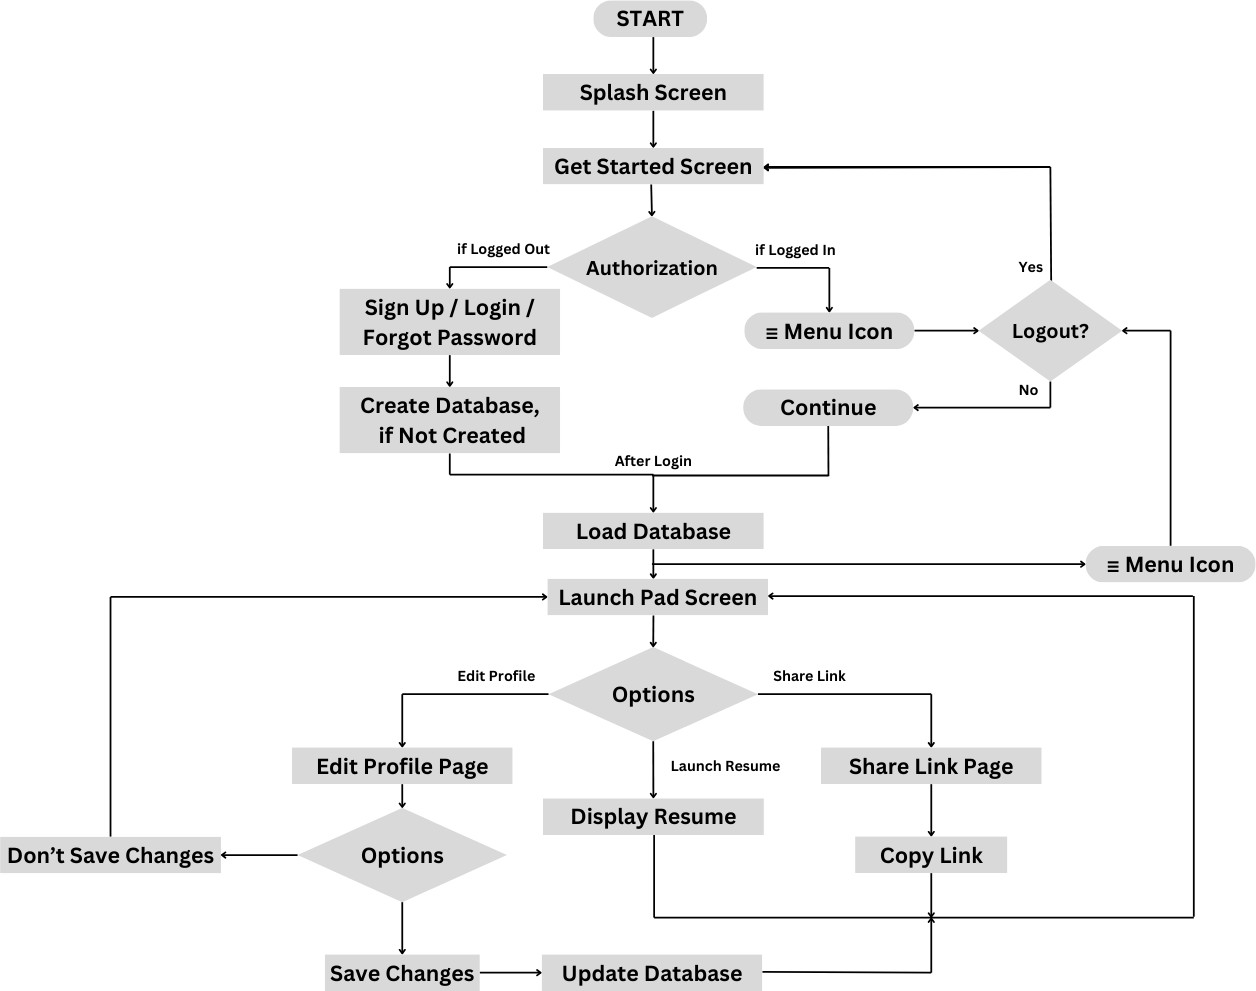 START
Splash Screen
Get Started Screen
if Logged Out
if Logged In
Authorization
Yes
Sign Up / Login /
Forgot Password
≡ Menu Icon
Logout?
No
Create Database,
if Not Created
Continue
After Login
Load Database
≡ Menu Icon
Launch Pad Screen
Edit Profile
Share Link
Options
Edit Profile Page
Launch Resume
Share Link Page
Display Resume
Don’t Save Changes
Options
Copy Link
Save Changes
Update Database